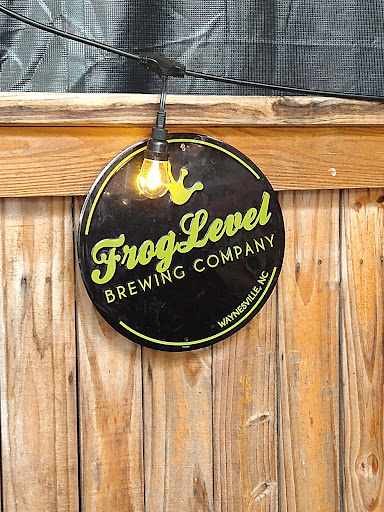 FrogLevel
BREWING COMPANY
WAYNESVILLE, NC